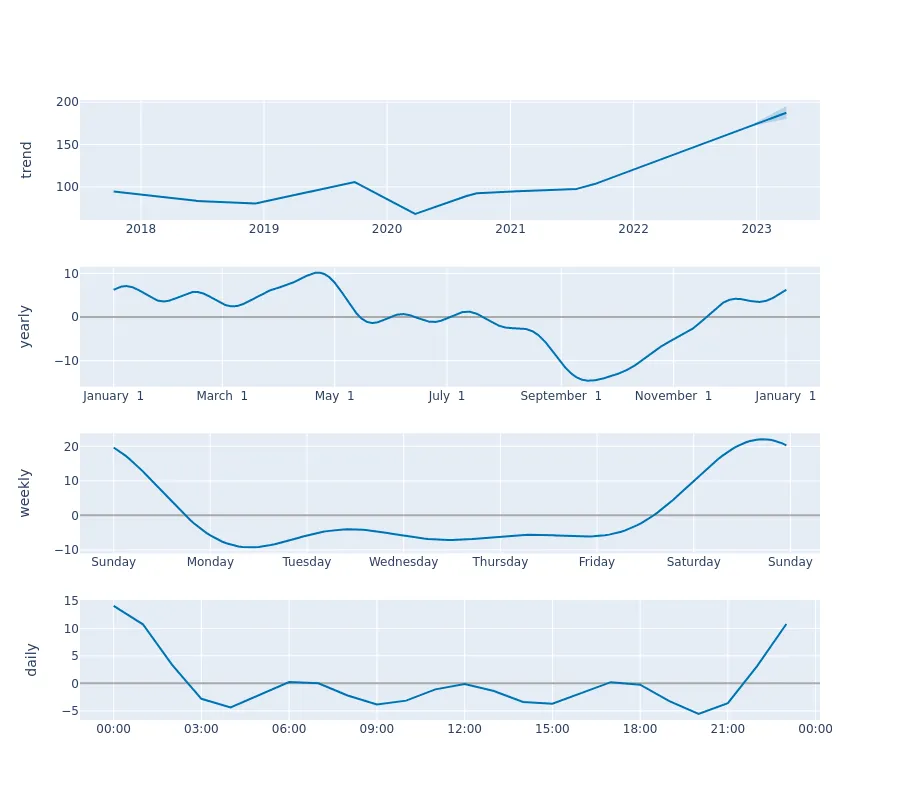 trend
200
150
100
2018 2019 2020 2021 2022 2023
yearly
10
0
−10
January 1 March 1 May 1 July 1 September 1 November 1 January 1
weekly
20
10
0
−10
Sunday Monday Tuesday Wednesday Thursday Friday Saturday Sunday
daily
15
10
5
0
−5
00:00 03:00 06:00 09:00 12:00 15:00 18:00 21:00 00:00